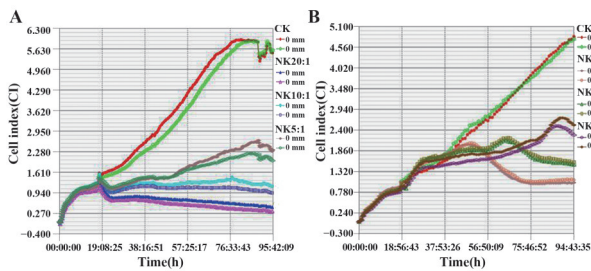 A
Cell index(CI)
6.300
5.630
4.960
4.290
3.620
2.950
2.280
1.610
0.940
0.270
−0.400
00:00:00 19:08:25 38:16:51 57:25:17 76:33:43 95:42:09
Time(h)
CK
0 mm
0 mm
NK20:1
0 mm
0 mm
NK10:1
0 mm
0 mm
NK5:1
0 mm
0 mm
B
Cell index(CI)
5.100
4.560
4.020
3.480
2.940
2.400
1.860
1.320
0.780
0.240
−0.300
00:00:00 18:56:43 37:53:26 56:50:09 75:46:52 94:43:35
Time(h)
CK
0
0
NK
0
0
NK
0
0
NK
0
0